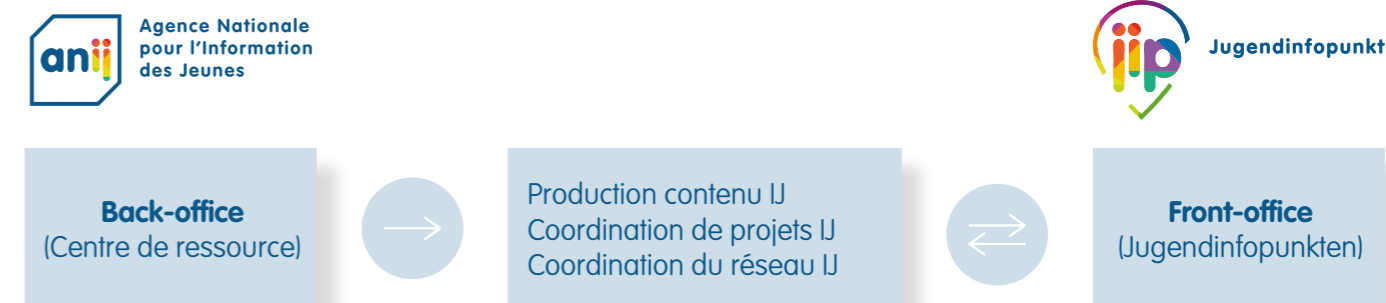 anij
Agence Nationale
pour l'Information
des Jeunes
jip
Jugendinfopunkt
Back-office
(Centre de ressource)
Production contenu IJ
Coordination de projets IJ
Coordination du réseau IJ
Front-office
(Jugendinfopunkten)